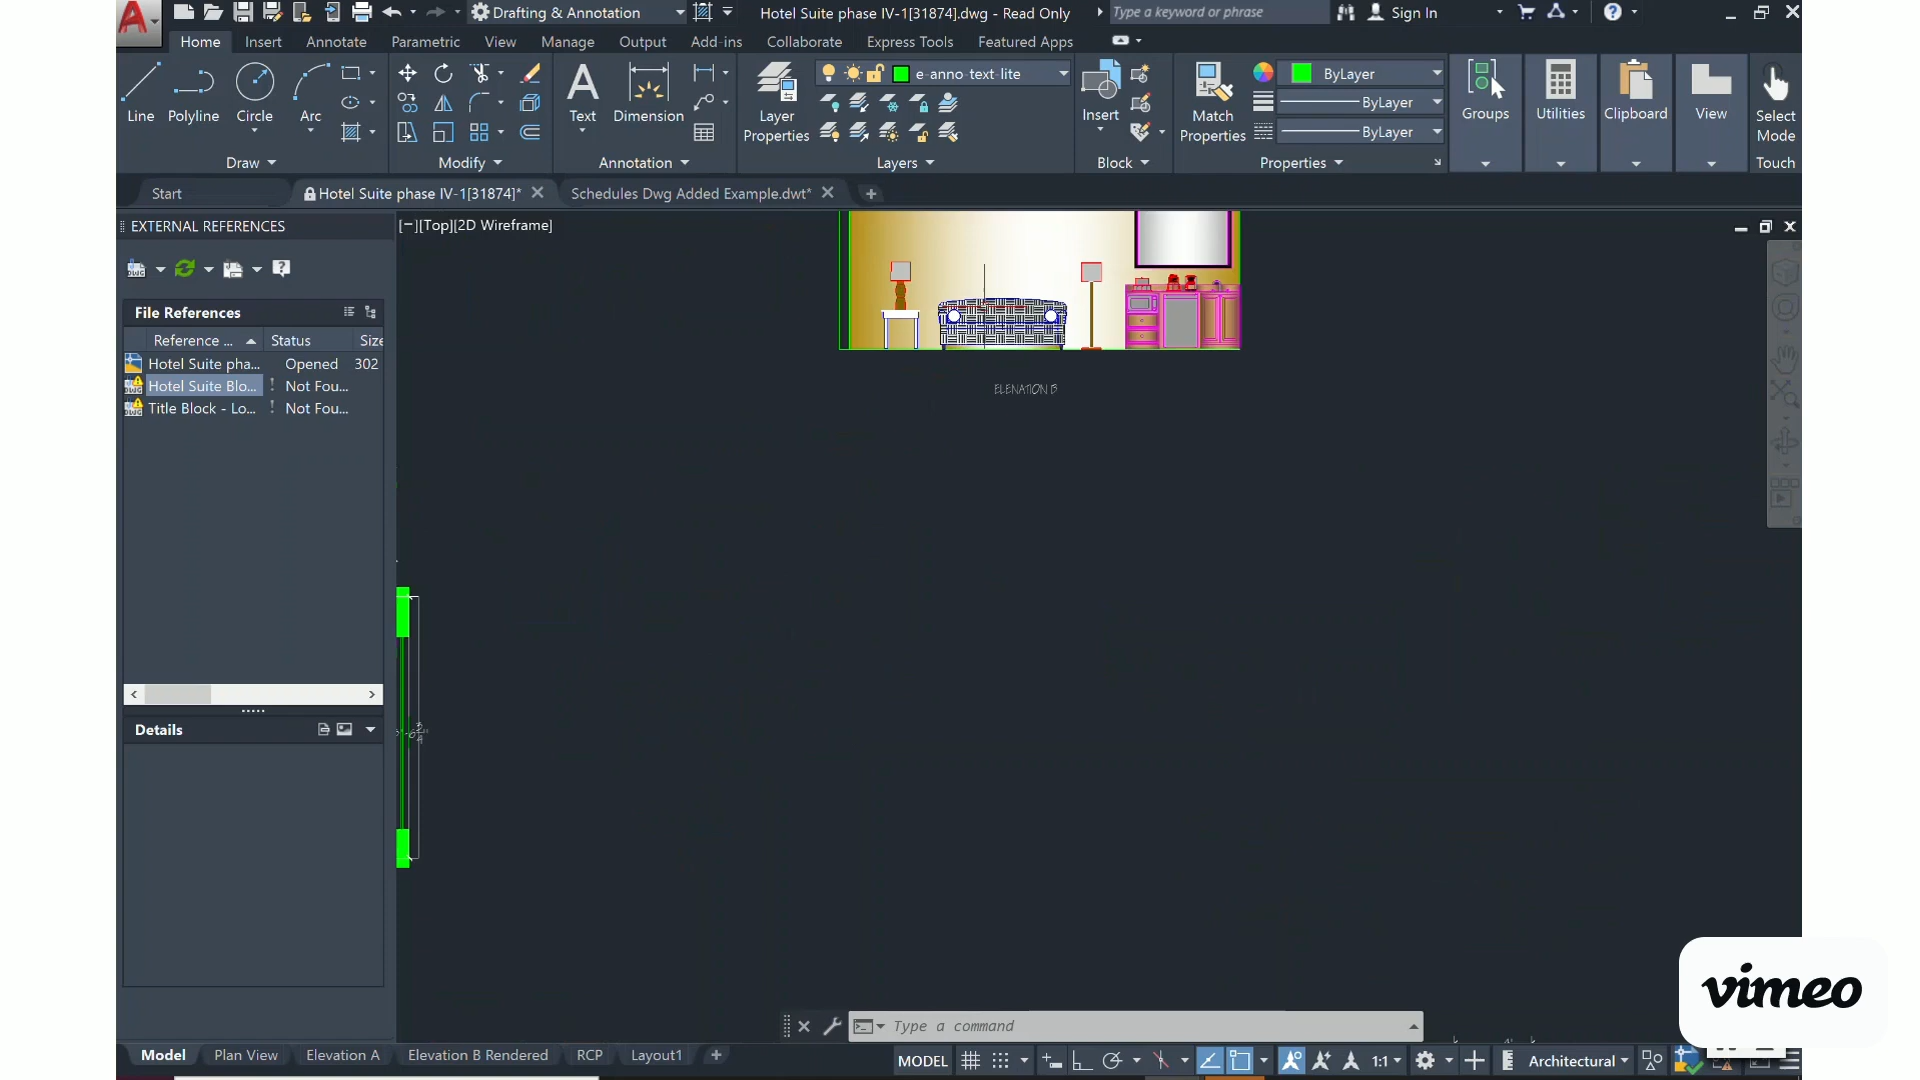 Drafting & Annotation
Hotel Suite phase IV-1[31874].dwg - Read Only
Type a keyword or phrase
Sign In
Home Insert Annotate Parametric View Manage Output Add-ins Collaborate Express Tools Featured Apps
Line Polyline Circle Arc
Draw
Modify
Text Dimension
Annotation
Layer Properties
e-anno-text-lite
Layers
Insert
Block
Match Properties
ByLayer
ByLayer
ByLayer
Properties
Groups
Utilities
Clipboard
View
Select Mode
Touch
Start
Hotel Suite phase IV-1[31874]*
Schedules Dwg Added Example.dwt*
EXTERNAL REFERENCES
[−][Top][2D Wireframe]
DWG
File References
Reference ... Status Size
Hotel Suite pha... Opened 302
Hotel Suite Blo... ! Not Fou...
Title Block - Lo... ! Not Fou...
Details
ELEVATION B
Type a command
Model Plan View Elevation A Elevation B Rendered RCP Layout1
MODEL 1:1 Architectural
vimeo